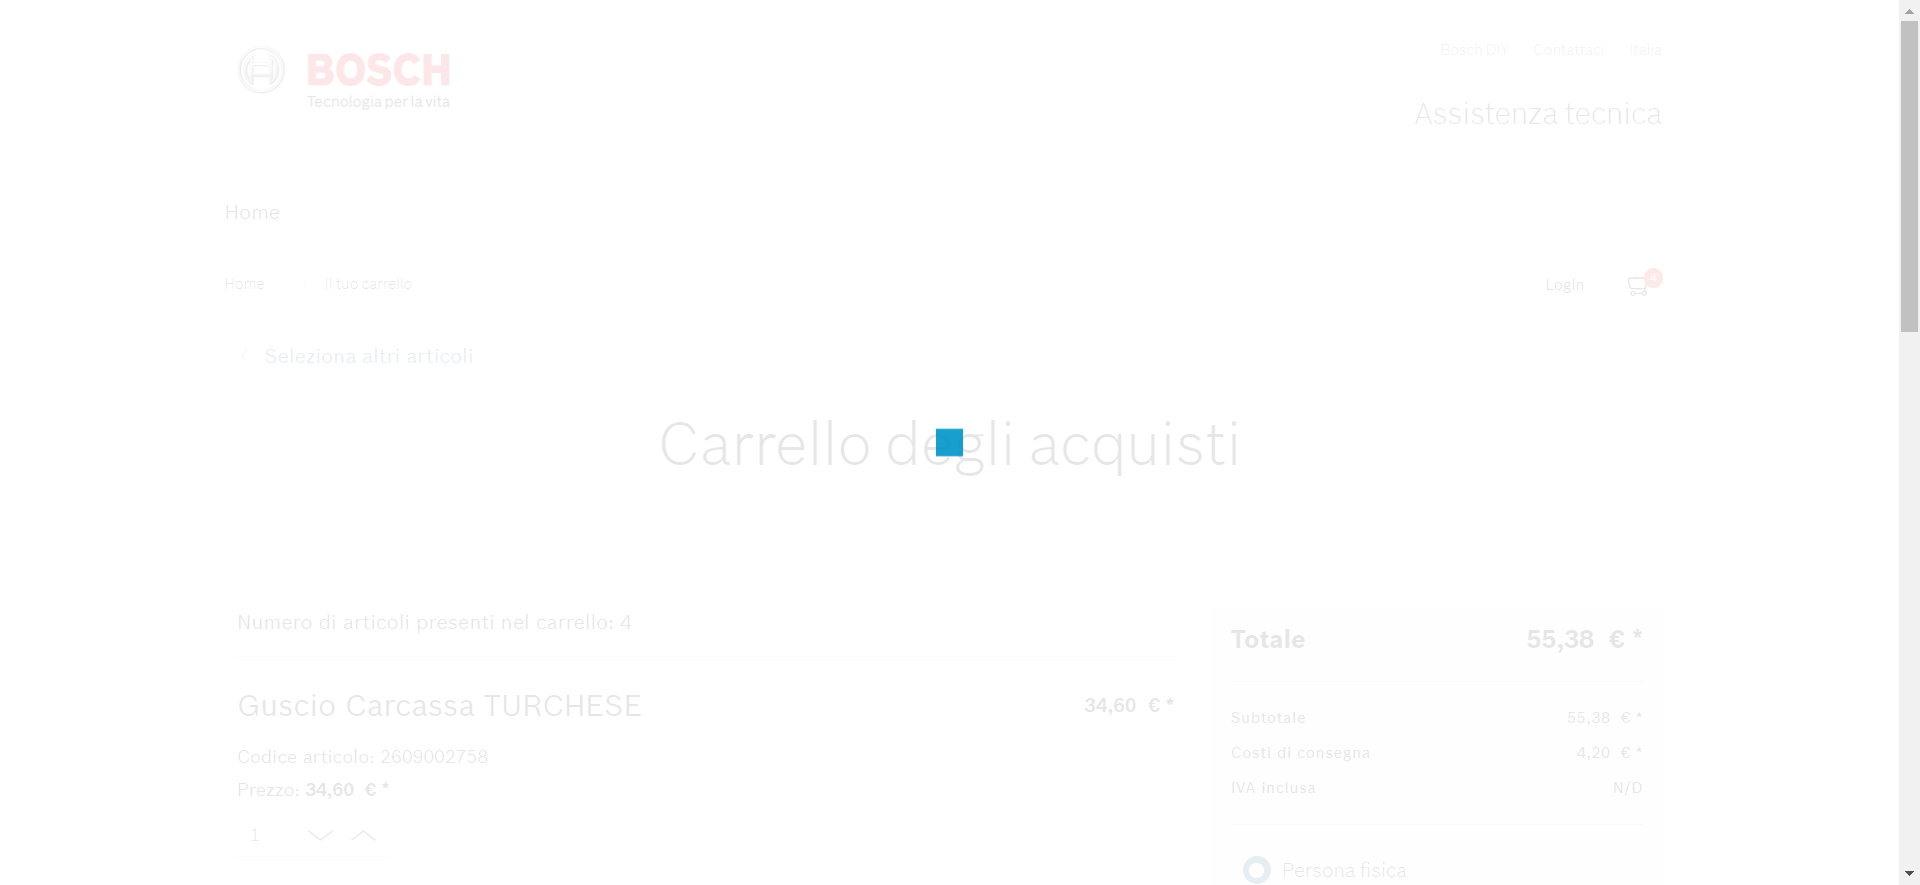 BOSCH
Tecnologia per la vita
Bosch DIY Contattaci Italia
Assistenza tecnica
Home
Home Il tuo carrello
Login 4
Seleziona altri articoli
Carrello degli acquisti
Numero di articoli presenti nel carrello: 4
Guscio Carcassa TURCHESE 34,60 € *
Codice articolo: 2609002758
Prezzo: 34,60 € *
1
Totale 55,38 € *
Subtotale 55,38 € *
Costi di consegna 4,20 € *
IVA inclusa N/D
Persona fisica